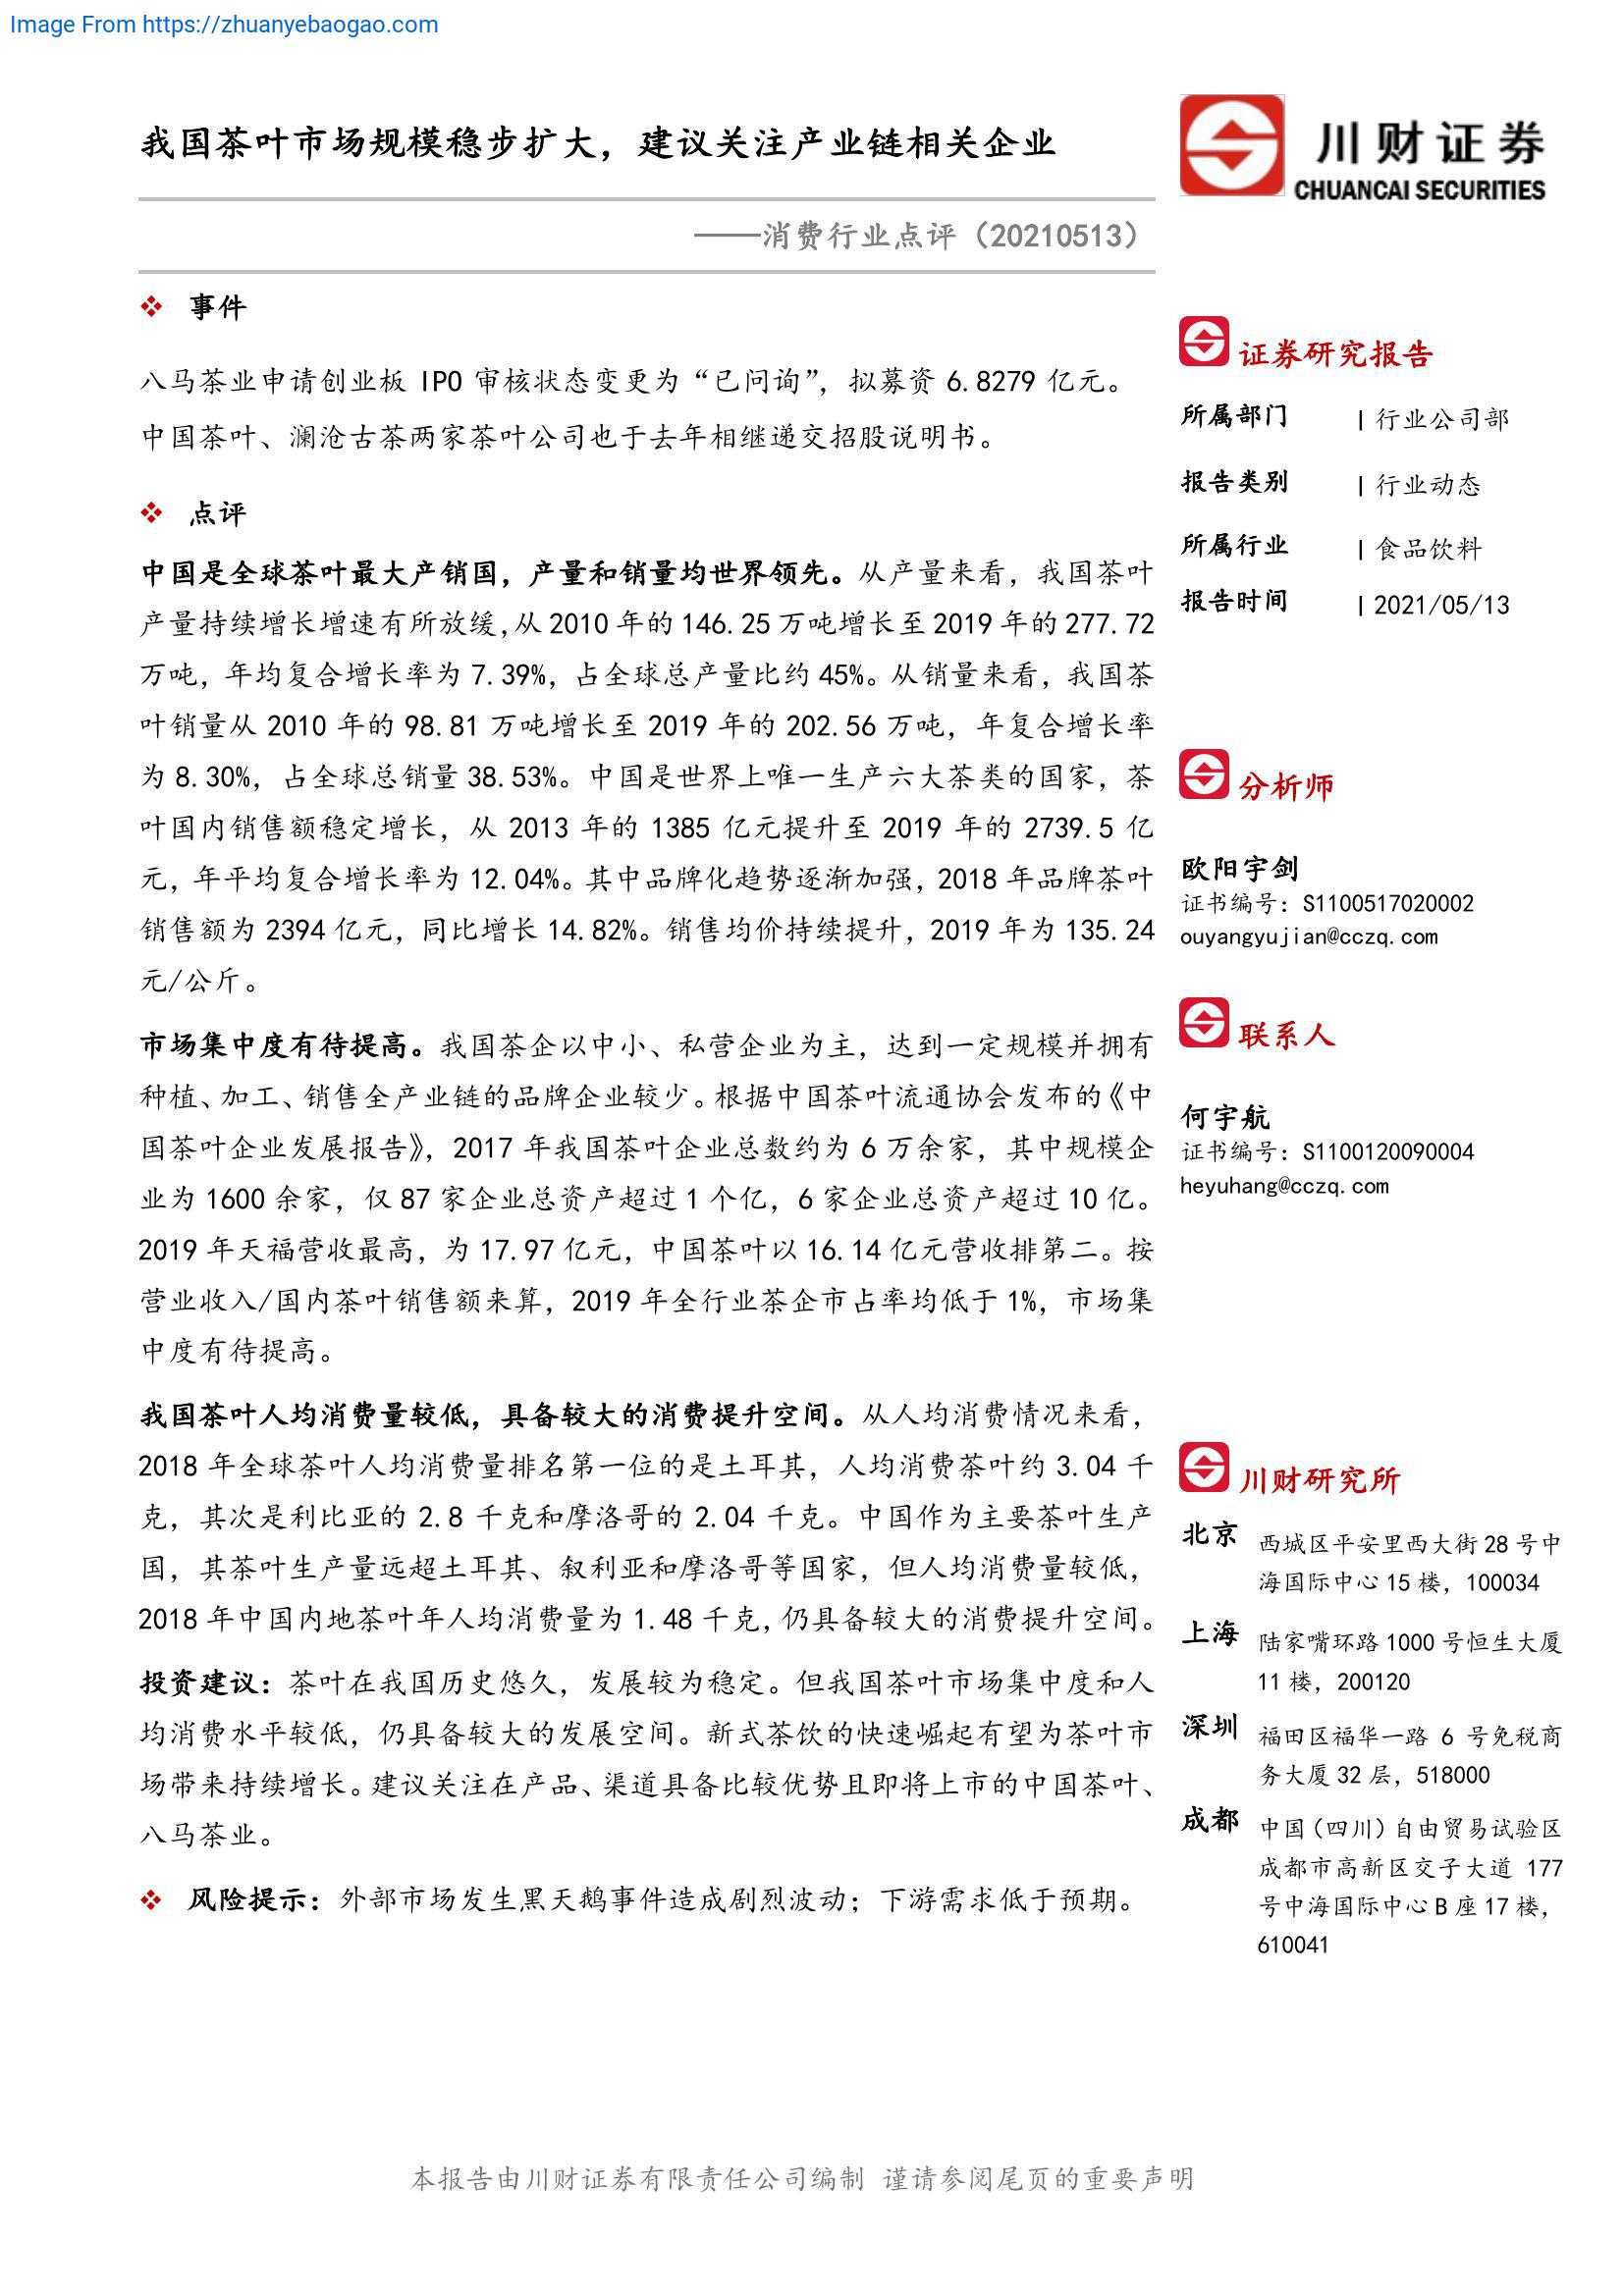 Image From https://zhuanyebaogao.com
我国茶叶市场规模稳步扩大，建议关注产业链相关企业
——消费行业点评（20210513）
❖ 事件
八马茶业申请创业板 IPO 审核状态变更为“已问询”，拟募资 6.8279 亿元。
中国茶叶、澜沧古茶两家茶叶公司也于去年相继递交招股说明书。
❖ 点评
中国是全球茶叶最大产销国，产量和销量均世界领先。从产量来看，我国茶叶
产量持续增长增速有所放缓，从 2010 年的 146.25 万吨增长至 2019 年的 277.72
万吨，年均复合增长率为 7.39%，占全球总产量比约 45%。从销量来看，我国茶
叶销量从 2010 年的 98.81 万吨增长至 2019 年的 202.56 万吨，年复合增长率
为 8.30%，占全球总销量 38.53%。中国是世界上唯一生产六大茶类的国家，茶
叶国内销售额稳定增长，从 2013 年的 1385 亿元提升至 2019 年的 2739.5 亿
元，年平均复合增长率为 12.04%。其中品牌化趋势逐渐加强，2018 年品牌茶叶
销售额为 2394 亿元，同比增长 14.82%。销售均价持续提升，2019 年为 135.24
元/公斤。
市场集中度有待提高。我国茶企以中小、私营企业为主，达到一定规模并拥有
种植、加工、销售全产业链的品牌企业较少。根据中国茶叶流通协会发布的《中
国茶叶企业发展报告》，2017 年我国茶叶企业总数约为 6 万余家，其中规模企
业为 1600 余家，仅 87 家企业总资产超过 1 个亿，6 家企业总资产超过 10 亿。
2019 年天福营收最高，为 17.97 亿元，中国茶叶以 16.14 亿元营收排第二。按
营业收入/国内茶叶销售额来算，2019 年全行业茶企市占率均低于 1%，市场集
中度有待提高。
我国茶叶人均消费量较低，具备较大的消费提升空间。从人均消费情况来看，
2018 年全球茶叶人均消费量排名第一位的是土耳其，人均消费茶叶约 3.04 千
克，其次是利比亚的 2.8 千克和摩洛哥的 2.04 千克。中国作为主要茶叶生产
国，其茶叶生产量远超土耳其、叙利亚和摩洛哥等国家，但人均消费量较低，
2018 年中国内地茶叶年人均消费量为 1.48 千克，仍具备较大的消费提升空间。
投资建议：茶叶在我国历史悠久，发展较为稳定。但我国茶叶市场集中度和人
均消费水平较低，仍具备较大的发展空间。新式茶饮的快速崛起有望为茶叶市
场带来持续增长。建议关注在产品、渠道具备比较优势且即将上市的中国茶叶、
八马茶业。
❖ 风险提示：外部市场发生黑天鹅事件造成剧烈波动；下游需求低于预期。
川财证券
CHUANCAI SECURITIES
证券研究报告
所属部门 | 行业公司部
报告类别 | 行业动态
所属行业 | 食品饮料
报告时间 | 2021/05/13
分析师
欧阳宇剑
证书编号：S1100517020002
ouyangyujian@cczq.com
联系人
何宇航
证书编号：S1100120090004
heyuhang@cczq.com
川财研究所
北京 西城区平安里西大街 28 号中
海国际中心 15 楼，100034
上海 陆家嘴环路 1000 号恒生大厦
11 楼，200120
深圳 福田区福华一路 6 号免税商
务大厦 32 层，518000
成都 中国（四川）自由贸易试验区
成都市高新区交子大道 177
号中海国际中心 B 座 17 楼，
610041
本报告由川财证券有限责任公司编制 谨请参阅尾页的重要声明